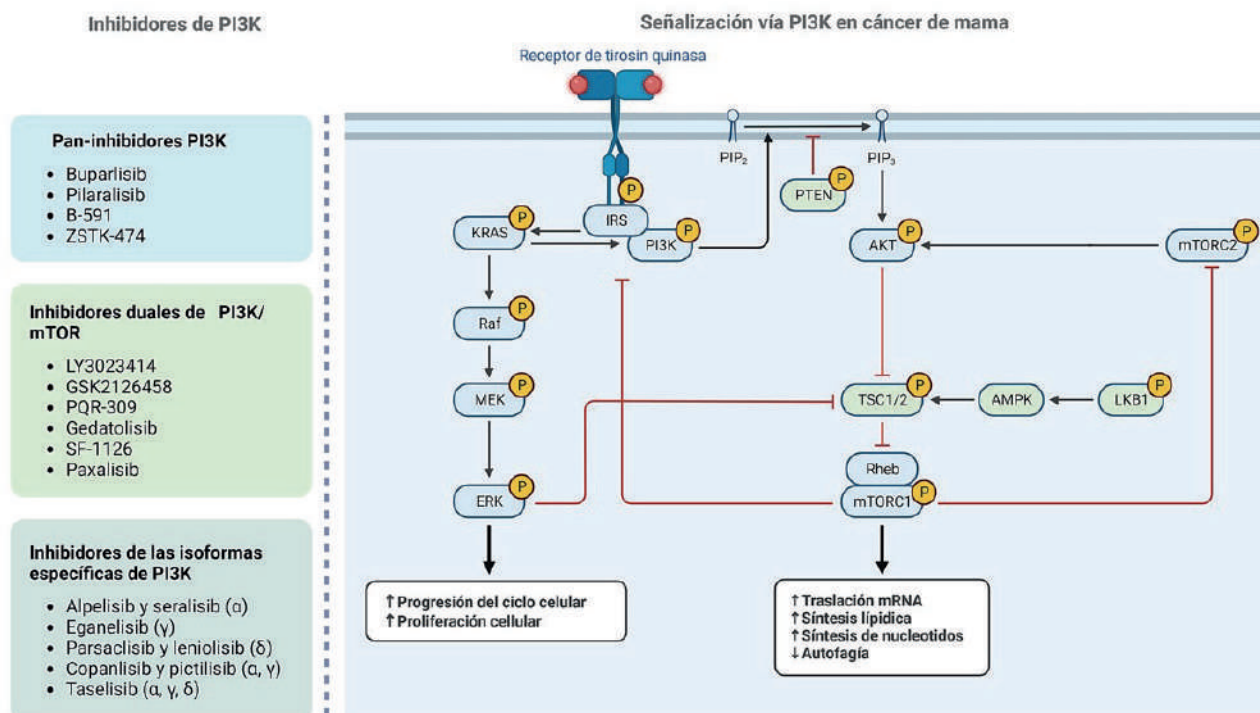 Inhibidores de PI3K
Señalización vía PI3K en cáncer de mama
Receptor de tirosin quinasa
Pan-inhibidores PI3K
• Buparlisib
• Pilaralisib
• B-591
• ZSTK-474
Inhibidores duales de PI3K/
mTOR
• LY3023414
• GSK2126458
• PQR-309
• Gedatolisib
• SF-1126
• Paxalisib
Inhibidores de las isoformas
específicas de PI3K
• Alpelisib y seralisib (α)
• Eganelisib (γ)
• Parsaclisib y leniolisib (δ)
• Copanlisib y pictilisib (α, γ)
• Taselisib (α, γ, δ)
PIP₂
PIP₃
P
PTEN P
IRS
KRAS P
PI3K P
AKT P
mTORC2 P
Raf P
MEK P
TSC1/2 P
AMPK
LKB1 P
Rheb
ERK P
mTORC1 P
↑ Progresión del ciclo celular
↑ Proliferación cellular
↑ Traslación mRNA
↑ Síntesis lípidica
↑ Síntesis de nucleotidos
↓ Autofagía